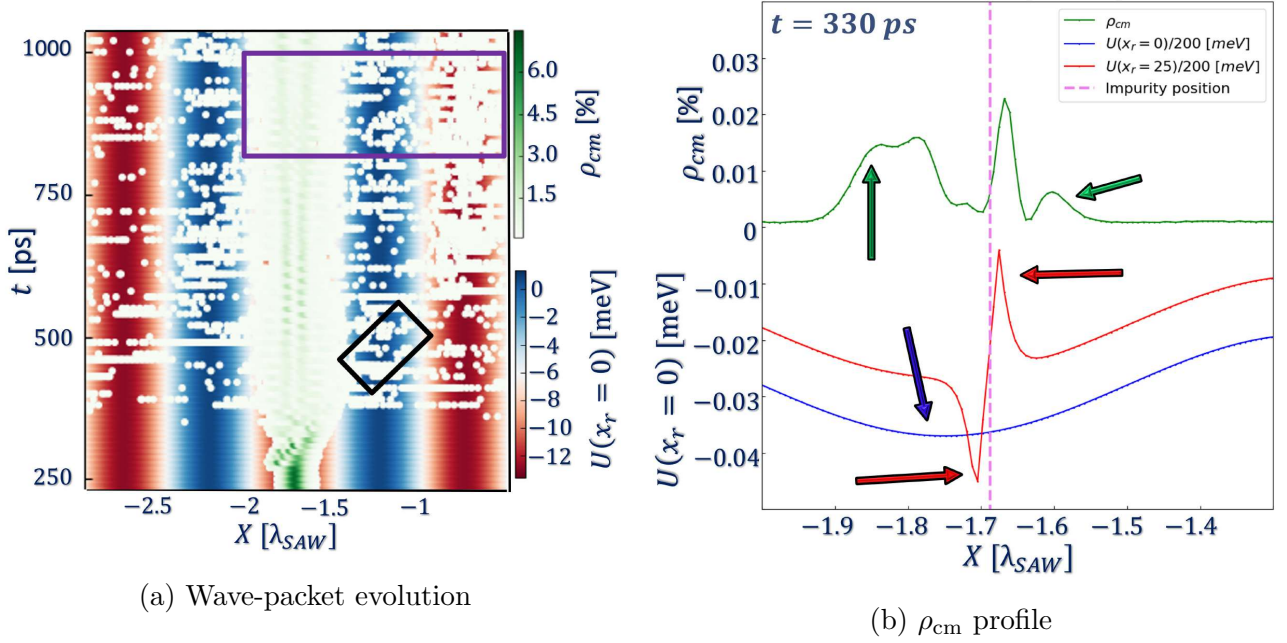 1000
750
500
250
t [ps]
−2.5
−2
−1.5
−1
X [λSAW]
6.0
4.5
3.0
1.5
ρcm [%]
0
−2
−4
−6
−8
−10
−12
U(xr = 0) [meV]
(a) Wave-packet evolution
t = 330 ps
ρcm
U(xr = 0)/200 [meV]
U(xr = 25)/200 [meV]
Impurity position
0.03
0.02
0.01
0
−0.01
−0.02
−0.03
−0.04
ρcm [%]
U(xr = 0) [meV]
−1.9
−1.8
−1.7
−1.6
−1.5
−1.4
X [λSAW]
(b) ρcm profile